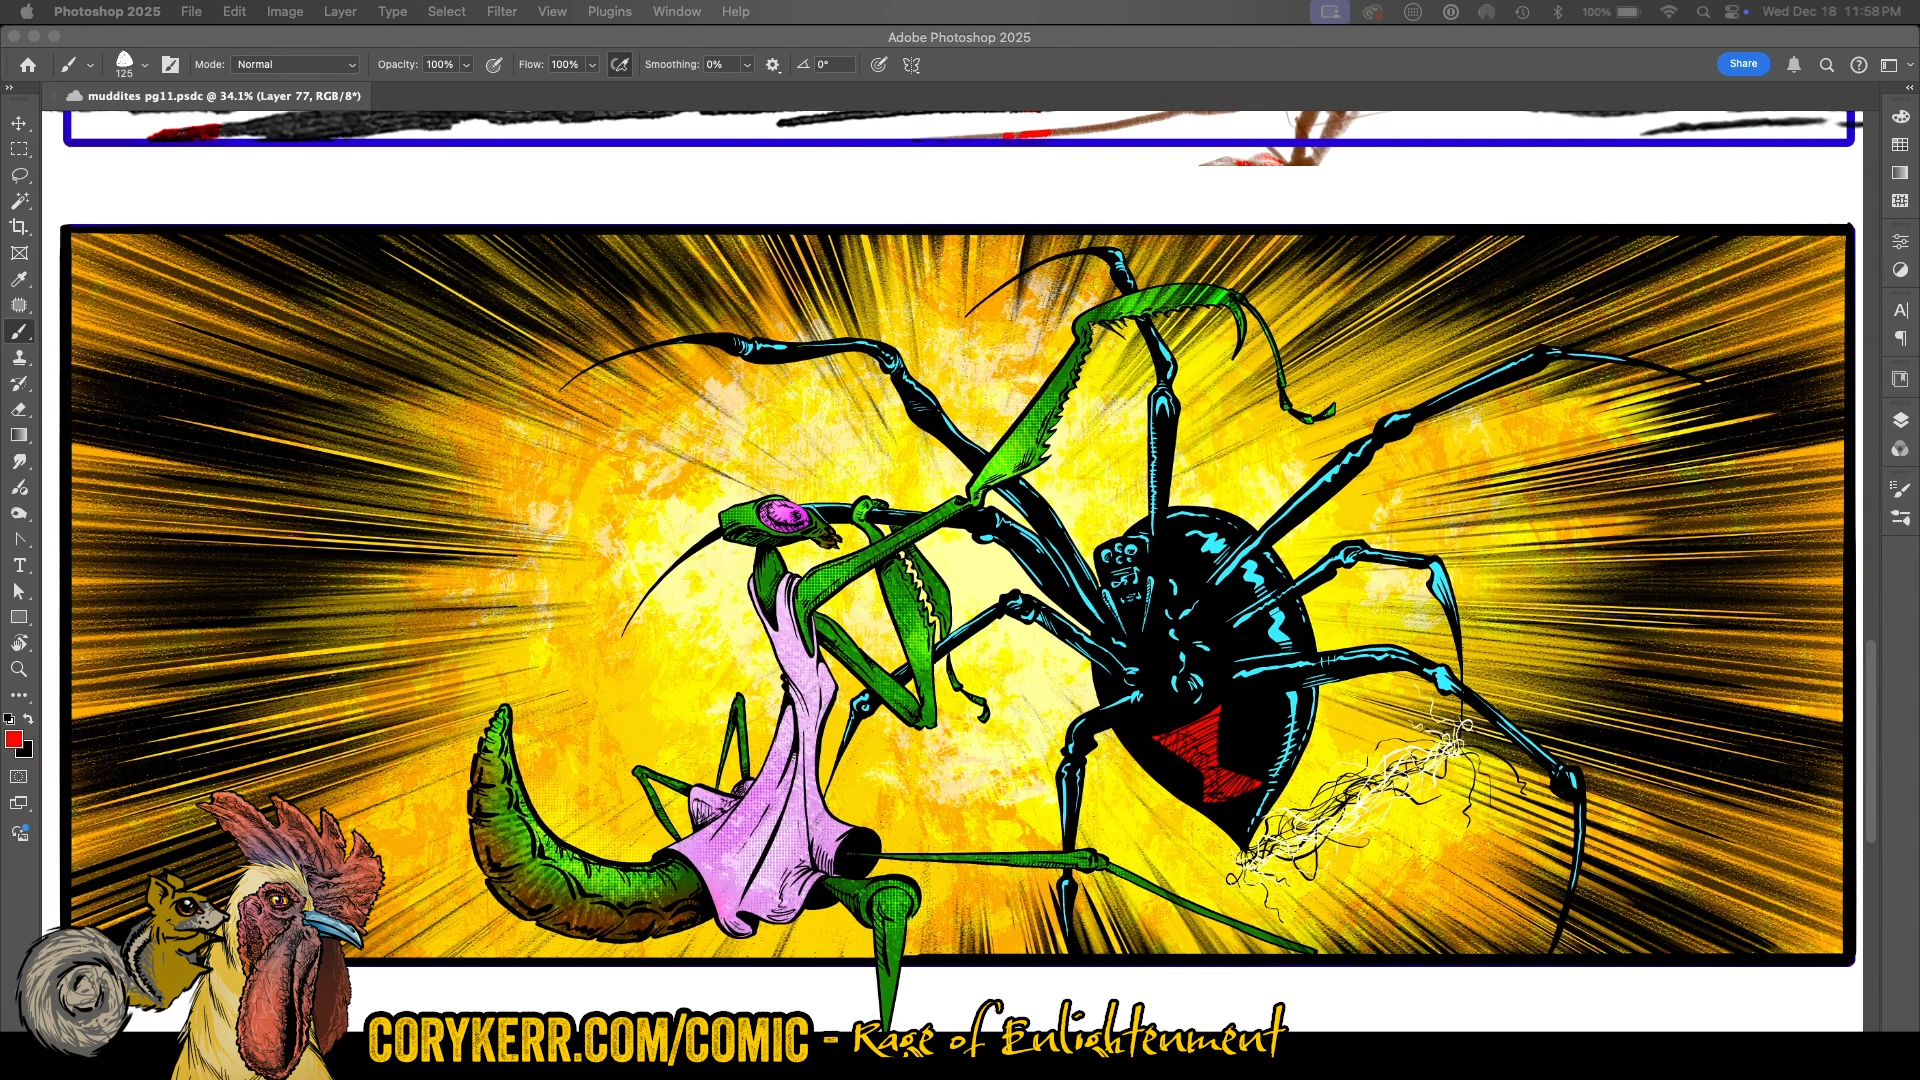 Photoshop 2025 File Edit Image Layer Type Select Filter View Plugins Window Help 100% Wed Dec 18 11:58 PM
Adobe Photoshop 2025
125 Mode: Normal Opacity: 100% Flow: 100% Smoothing: 0% 0° Share
muddites pg11.psdc @ 34.1% (Layer 77, RGB/8*)
CORYKERR.COM/COMIC - Rage of Enlightenment